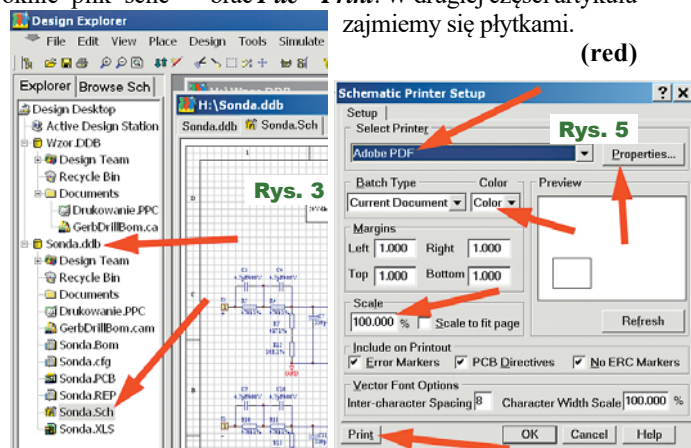 zajmiemy się płytkami.
(red)
Design Explorer
File Edit View Place Design Tools Simulate
Explorer Browse Sch
Design Desktop
Active Design Station
Wzor.DDB
Design Team
Recycle Bin
Documents
Drukowanie.PPC
GerbDrillBom.ca
Sonda.ddb
Design Team
Recycle Bin
Documents
Drukowanie.PPC
GerbDrillBom.cam
Sonda.Bom
Sonda.cfg
Sonda.PCB
Sonda.REP
Sonda.Sch
Sonda.XLS
H:\Sonda.ddb
Sonda.ddb Sonda.Sch
Rys. 3
Schematic Printer Setup
Setup
Select Printer
Rys. 5
Adobe PDF
Properties...
Batch Type Color Preview
Current Document Color
Margins
Left 1.000 Right 1.000
Top 1.000 Bottom 1.000
Scale
100.000 % Scale to fit page
Refresh
Include on Printout
Error Markers PCB Directives No ERC Markers
Vector Font Options
Inter-character Spacing 8 Character Width Scale 100.000 %
Print OK Cancel Help